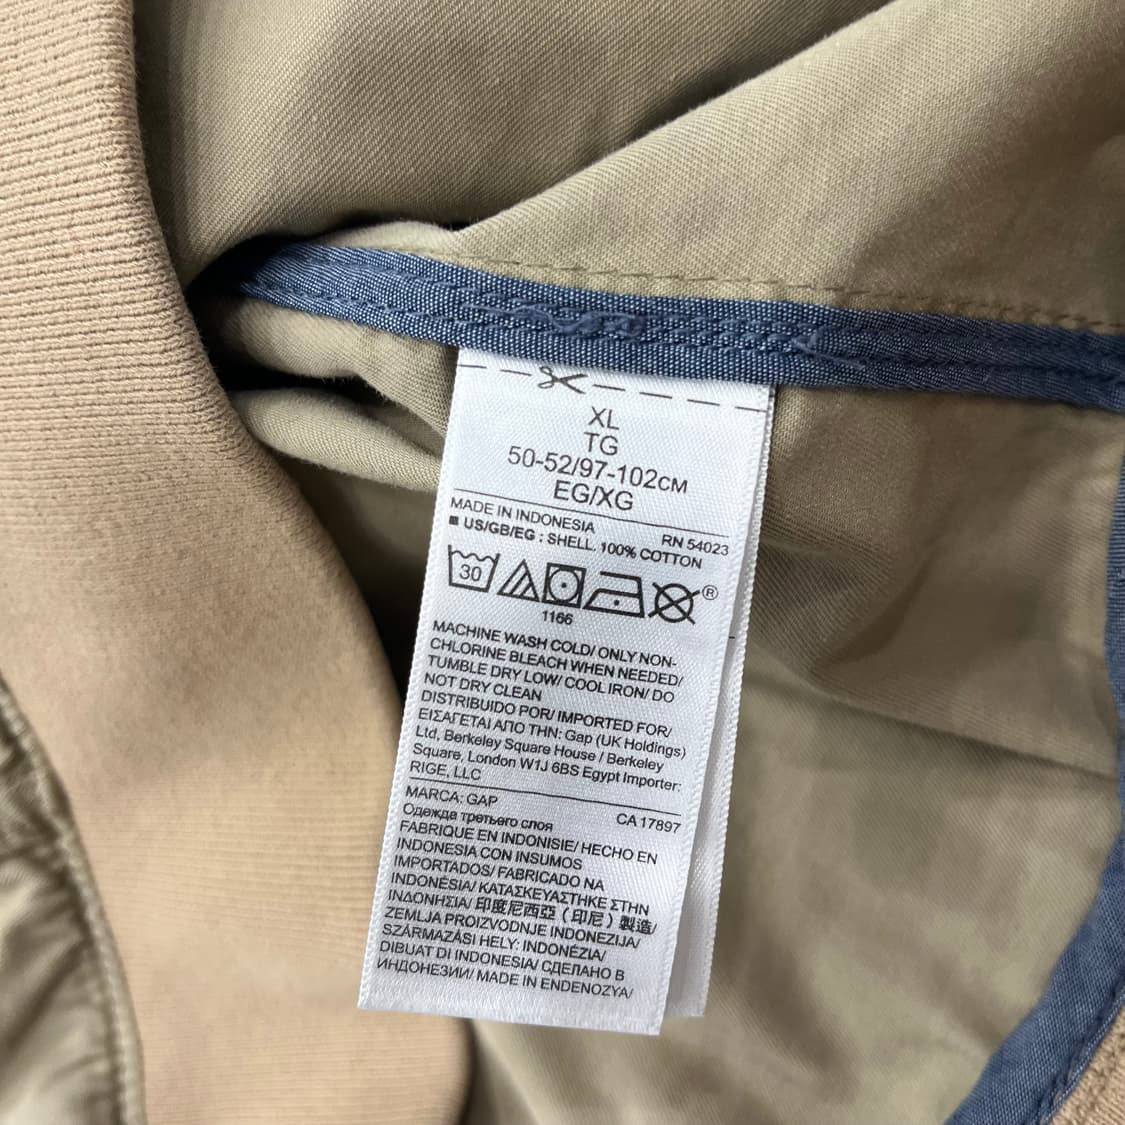 XL
TG
50-52/97-102CM
EG/XG
MADE IN INDONESIA
RN 54023
■ US/GB/EG : SHELL. 100% COTTON
30
®
1166
MACHINE WASH COLD/ ONLY NON-
CHLORINE BLEACH WHEN NEEDED/
TUMBLE DRY LOW/ COOL IRON/ DO
NOT DRY CLEAN
DISTRIBUIDO POR/ IMPORTED FOR/
ΕΙΣΑΓΕΤΑΙ ΑΠΟ ΤΗΝ: Gap (UK Holdings)
Ltd, Berkeley Square House / Berkeley
Square, London W1J 6BS Egypt Importer:
RIGE, LLC
MARCA: GAP
CA 17897
Одежда третьего слоя
FABRIQUE EN INDONISIE/ HECHO EN
INDONESIA CON INSUMOS
IMPORTADOS/ FABRICADO NA
INDONÉSIA/ ΚΑΤΑΣΚΕΥΑΣΤΗΚΕ ΣΤΗΝ
ΙΝΔΟΝΗΣΙΑ/ 印度尼西亞 (印尼) 製造/
ZEMLJA PROIZVODNJE INDONEZIJA/
SZÁRMAZÁSI HELY: INDONÉZIA/
DIBUAT DI INDONESIA/ СДЕЛАНО В
ИНДОНЕЗИИ/ MADE IN ENDENOZYA/